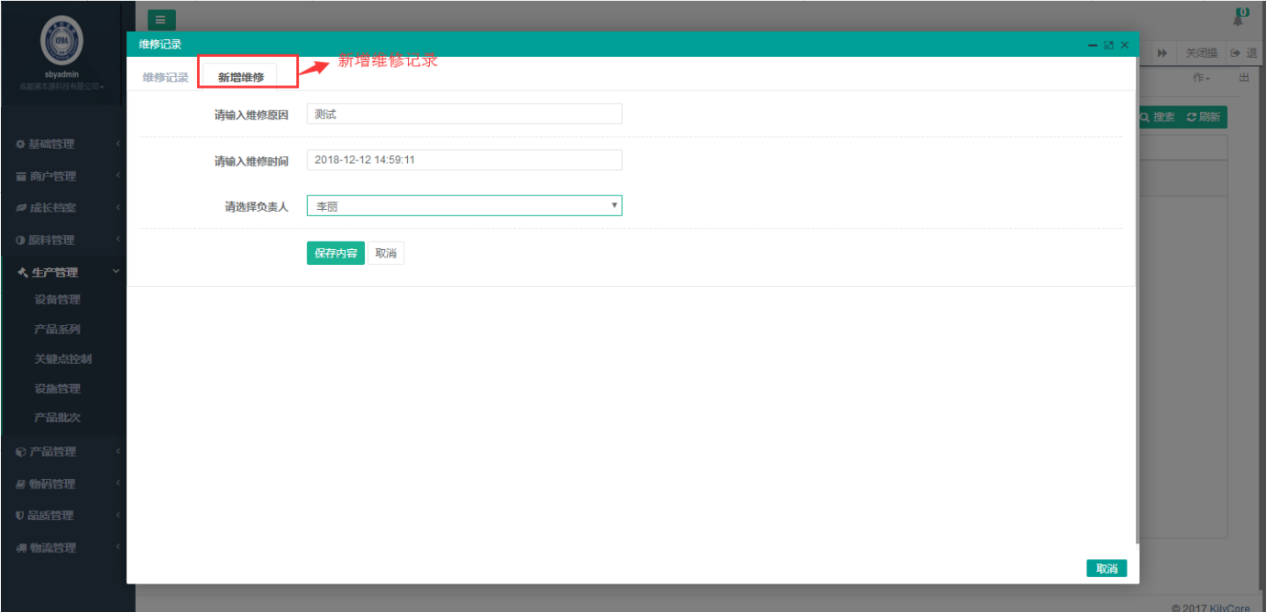 维修记录
维修记录
新增维修
新增维修记录
请输入维修原因
测试
请输入维修时间
2018-12-12 14:59:11
请选择负责人
李丽
保存内容
取消
取消
sbyadmin
基础管理
商户管理
成长档案
原料管理
生产管理
设备管理
产品系列
关键点控制
设施管理
产品批次
产品管理
物码管理
品质管理
物流管理
0
关闭操作
退出
搜索
刷新
© 2017 KilyCore